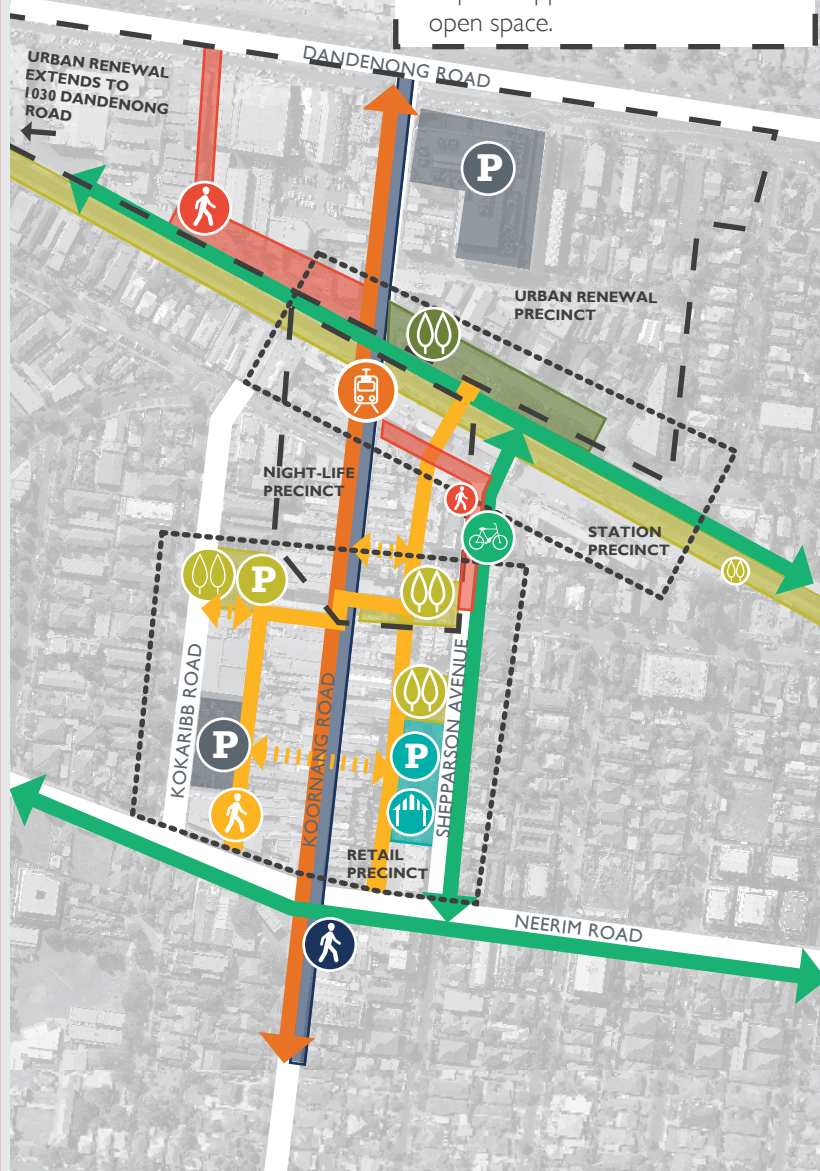 open space.
DANDENONG ROAD
URBAN RENEWAL
EXTENDS TO
1030 DANDENONG
ROAD
P
URBAN RENEWAL
PRECINCT
NIGHT-LIFE
PRECINCT
STATION
PRECINCT
P
KOKARIBB ROAD
KOORNANG ROAD
SHEPPARSON AVENUE
P
P
RETAIL
PRECINCT
NEERIM ROAD